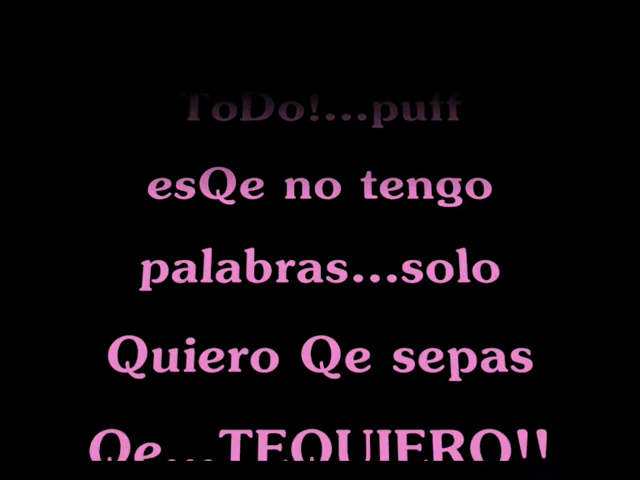 ToDo!...puff
esQe no tengo
palabras...solo
Quiero Qe sepas
Qe...TEQUIERO!!